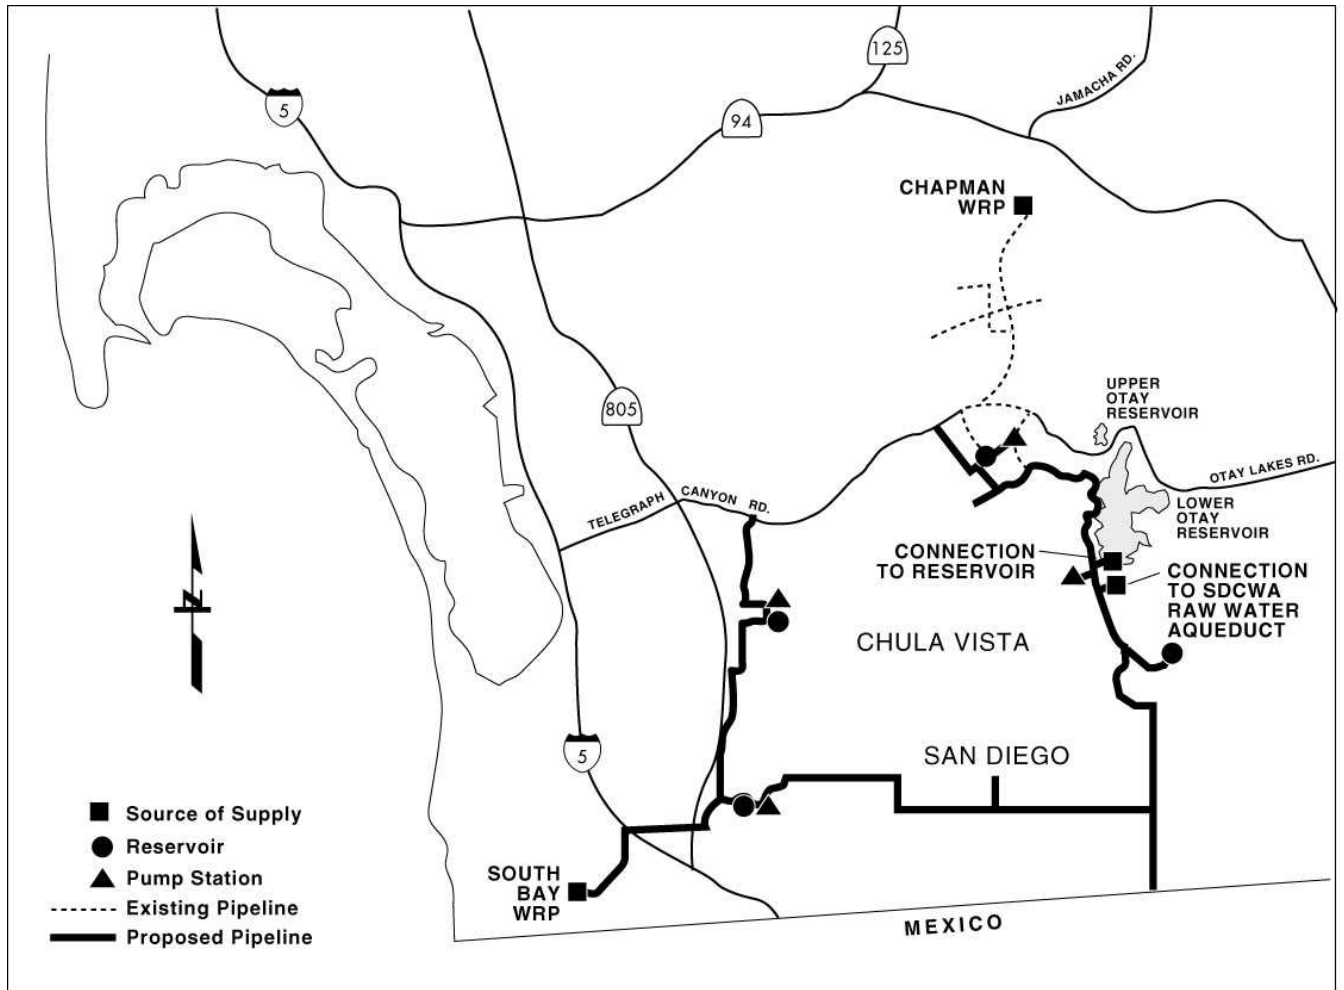 125
JAMACHA RD.
5
94
CHAPMAN
WRP
UPPER
OTAY
RESERVOIR
805
OTAY LAKES RD.
TELEGRAPH CANYON RD.
LOWER
OTAY
RESERVOIR
CONNECTION
TO RESERVOIR
CONNECTION
TO SDCWA
RAW WATER
AQUEDUCT
N
CHULA VISTA
5
SAN DIEGO
Source of Supply
Reservoir
Pump Station
Existing Pipeline
Proposed Pipeline
SOUTH
BAY
WRP
MEXICO